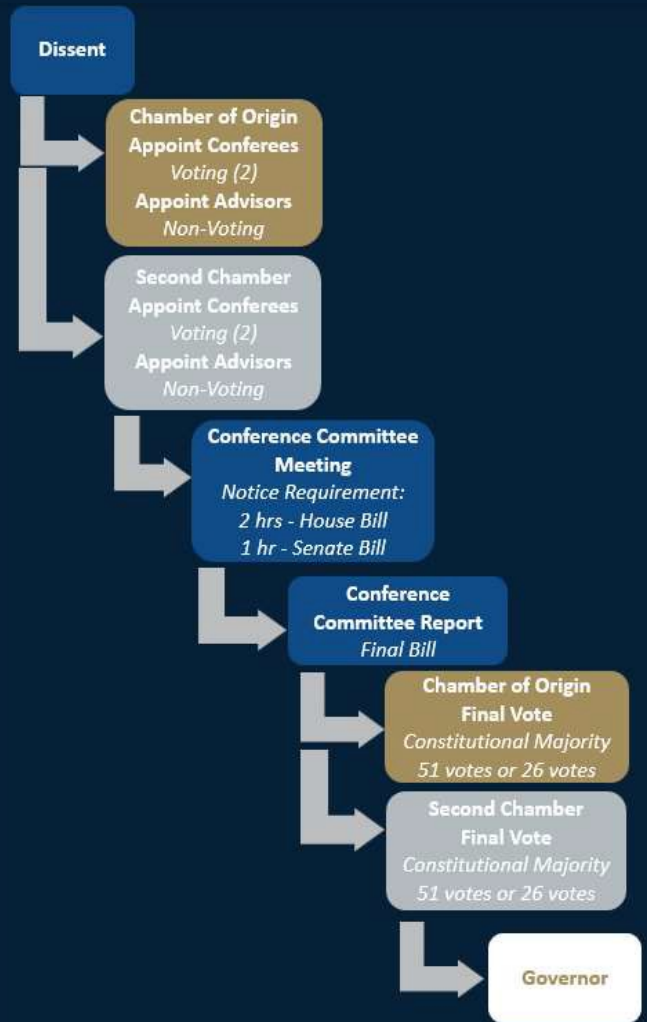 Dissent
Chamber of Origin
Appoint Conferees
Voting (2)
Appoint Advisors
Non-Voting
Second Chamber
Appoint Conferees
Voting (2)
Appoint Advisors
Non-Voting
Conference Committee
Meeting
Notice Requirement:
2 hrs - House Bill
1 hr - Senate Bill
Conference
Committee Report
Final Bill
Chamber of Origin
Final Vote
Constitutional Majority
51 votes or 26 votes
Second Chamber
Final Vote
Constitutional Majority
51 votes or 26 votes
Governor